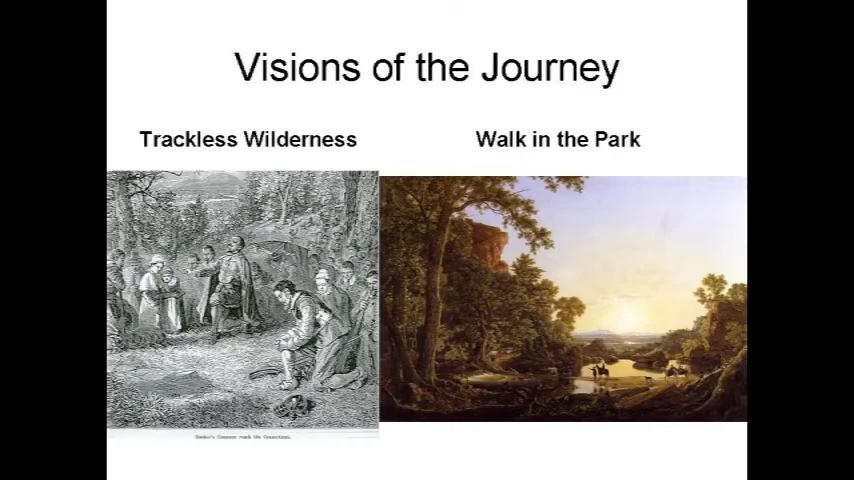 Visions of the Journey
Trackless Wilderness
Walk in the Park